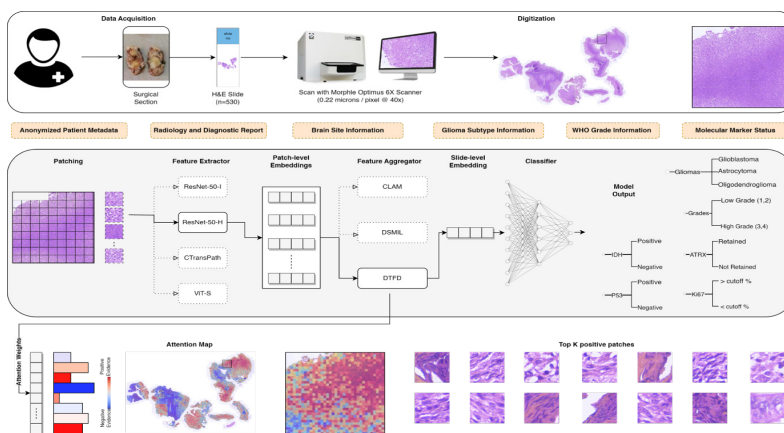 Data Acquisition
Digitization
Surgical
Section
H&E Slide
(n=530)
Scan with Morphle Optimus 6X Scanner
(0.22 microns / pixel @ 40x)
Anonymized Patient Metadata
Radiology and Diagnostic Report
Brain Site Information
Glioma Subtype Information
WHO Grade Information
Molecular Marker Status
Patching
Feature Extractor
Patch-level
Embeddings
Feature Aggregator
Slide-level
Embedding
Classifier
Model
Output
ResNet-50-I
ResNet-50-H
CTransPath
ViT-S
CLAM
DSMIL
DTFD
Gliomas
Glioblastoma
Astrocytoma
Oligodendroglioma
Grades
Low Grade (1,2)
High Grade (3,4)
IDH
Positive
Negative
ATRX
Retained
Not Retained
P53
Positive
Negative
Ki67
> cutoff %
< cutoff %
Attention Weights
Positive
Evidence
Negative
Evidence
Attention Map
Top K positive patches